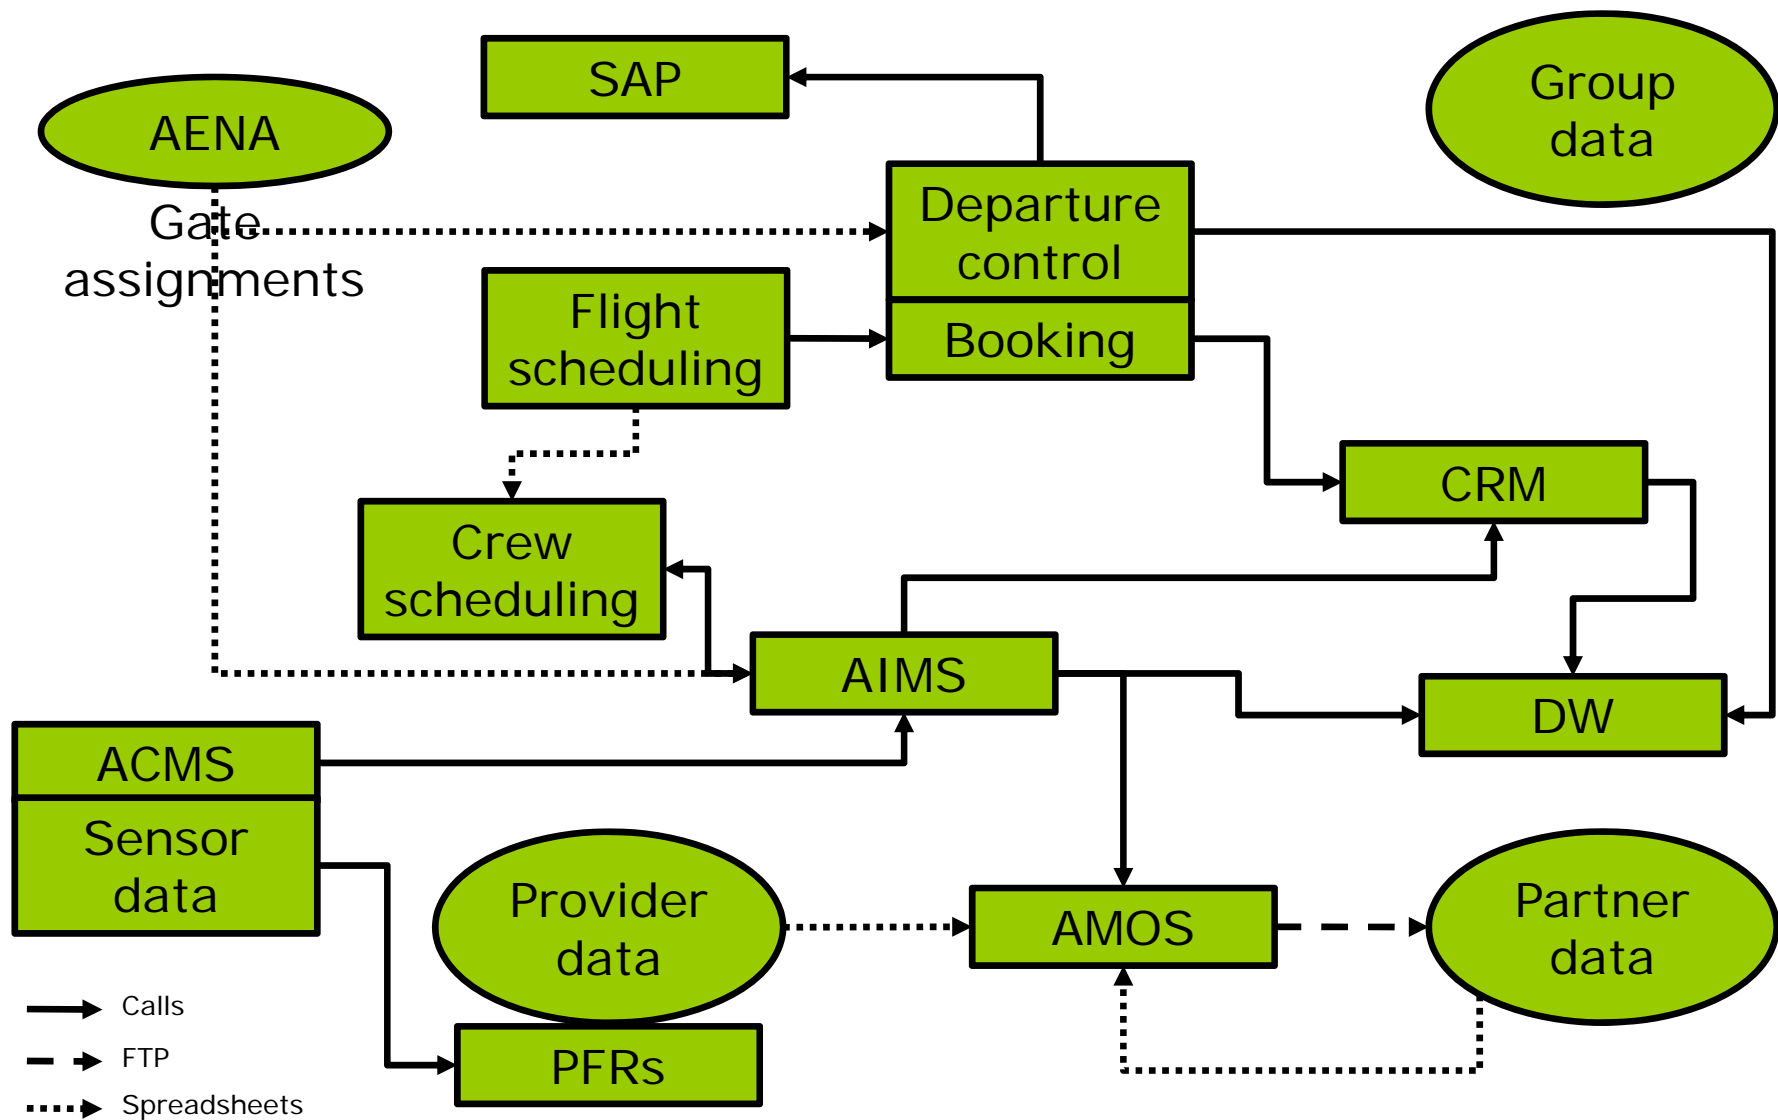 SAP
Group
data
AENA
Departure
control
Gate
assignments
Flight
scheduling
Booking
CRM
Crew
scheduling
AIMS
DW
ACMS
Sensor
data
Provider
data
AMOS
Partner
data
PFRs
Calls
FTP
Spreadsheets